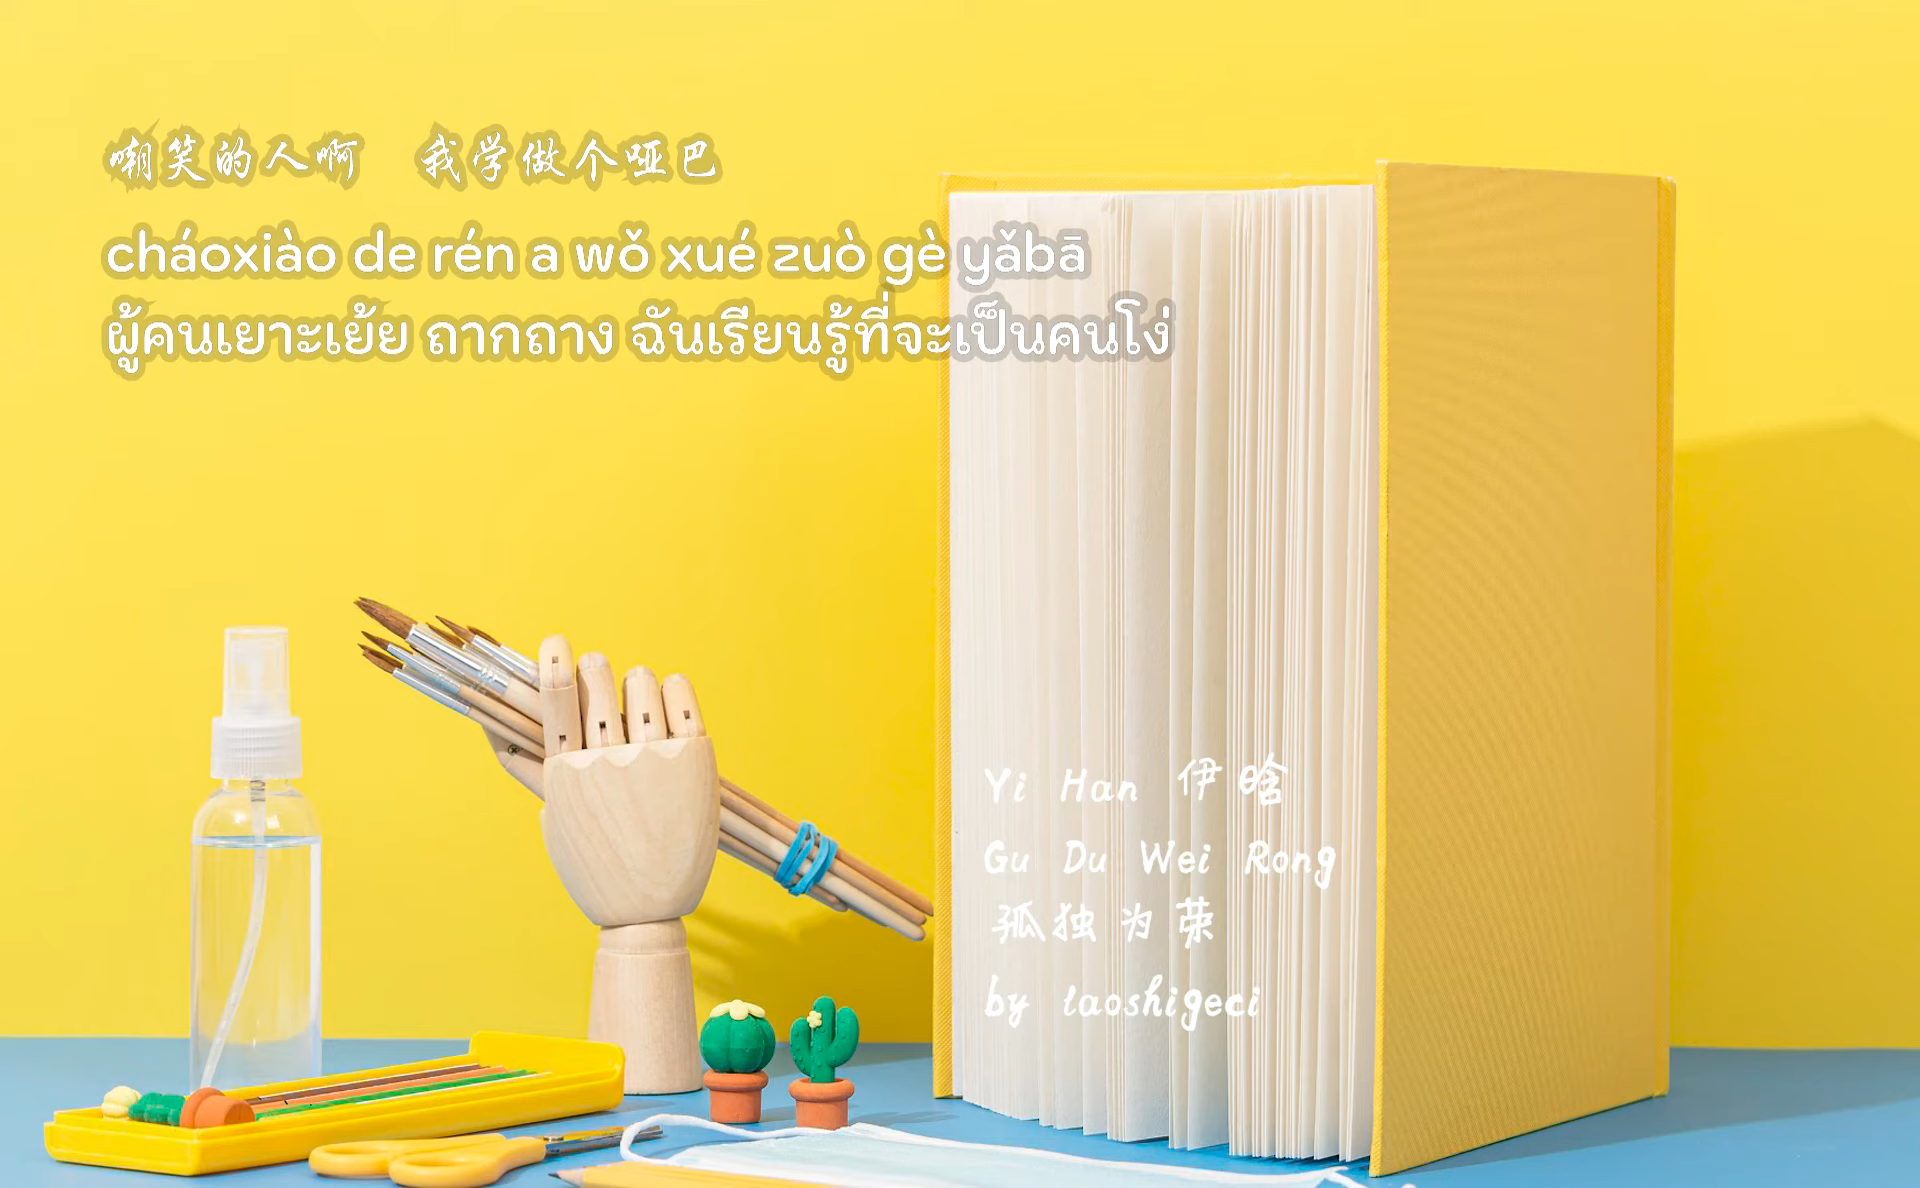 嘲笑的人啊 我学做个哑巴
cháoxiào de rén a wǒ xué zuò gè yǎbā
ผู้คนเยาะเย้ย ถากถาง ฉันเรียนรู้ที่จะเป็นคนโง่
Yi Han 伊晗
Gu Du Wei Rong
孤独为荣
by laoshigeci